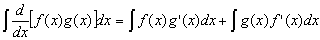 ∫ d/dx [f(x)g(x)]dx = ∫ f(x)g'(x)dx + ∫ g(x)f'(x)dx